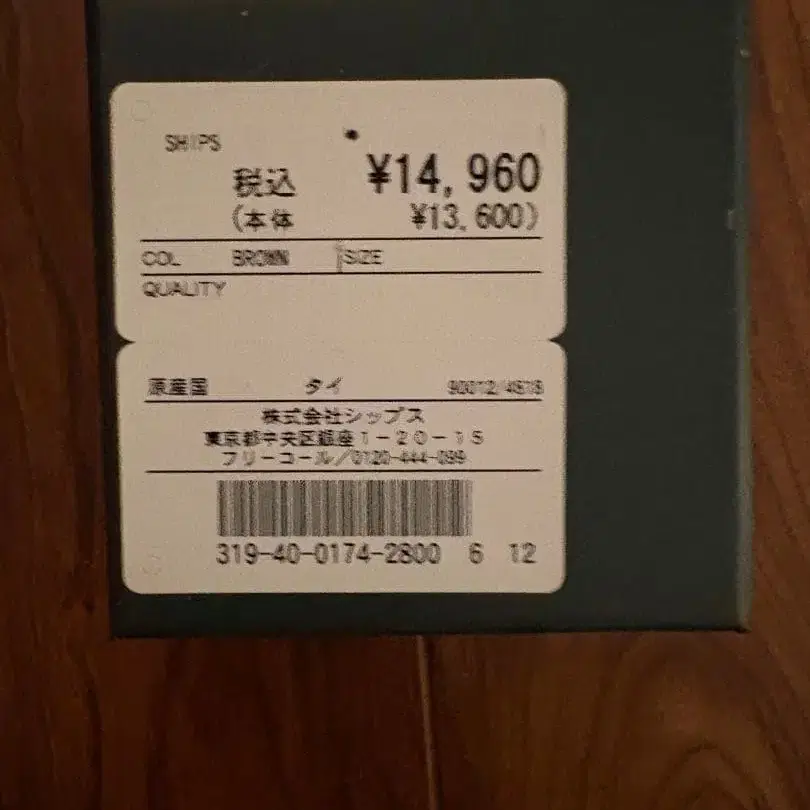 SHIPS
税込 ¥14,960
(本体 ¥13,600)
COL BROWN SIZE
QUALITY
原産国 タイ
株式会社シップス
東京都中央区銀座1-20-15
フリーコール/0120-444-099
319-40-0174-2800 6 12